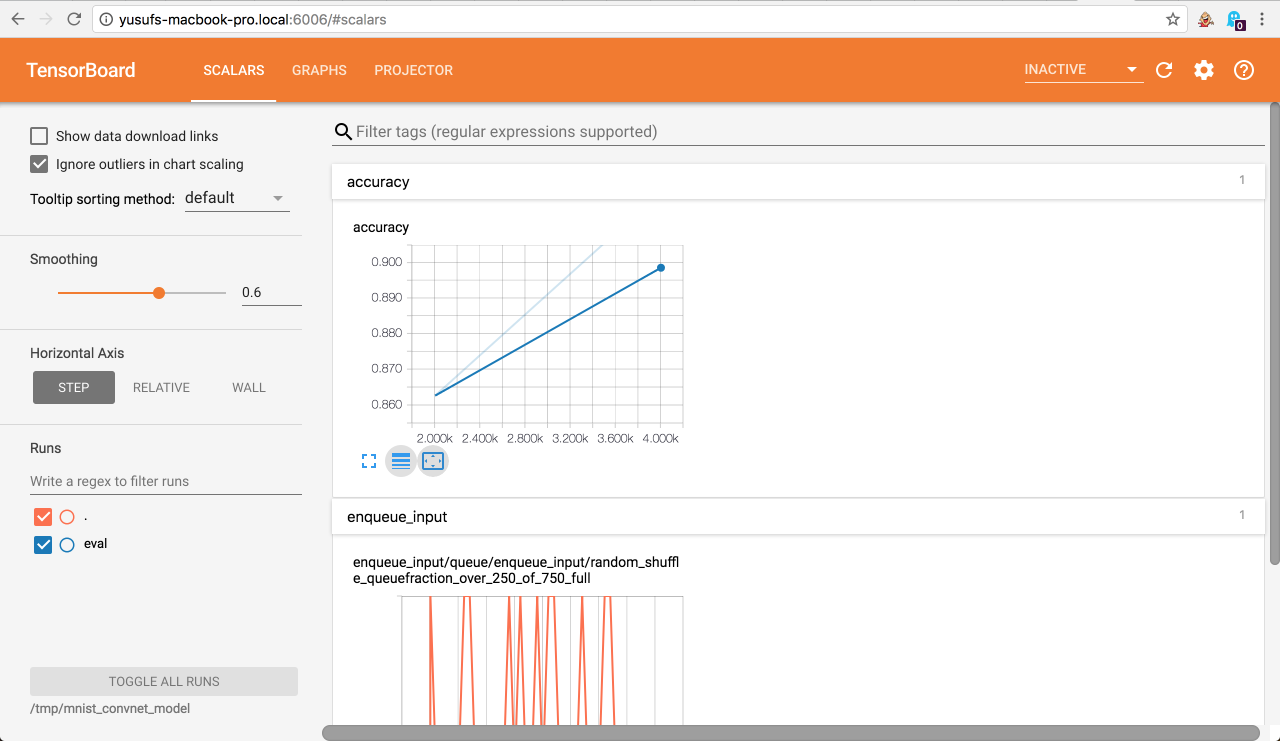 yusufs-macbook-pro.local:6006/#scalars
0
TensorBoard SCALARS GRAPHS PROJECTOR INACTIVE
Show data download links
Ignore outliers in chart scaling
Tooltip sorting method: default
Smoothing
0.6
Horizontal Axis
STEP RELATIVE WALL
Runs
Write a regex to filter runs
.
eval
TOGGLE ALL RUNS
/tmp/mnist_convnet_model
Filter tags (regular expressions supported)
accuracy 1
accuracy
0.900
0.890
0.880
0.870
0.860
2.000k 2.400k 2.800k 3.200k 3.600k 4.000k
enqueue_input 1
enqueue_input/queue/enqueue_input/random_shuffl
e_queuefraction_over_250_of_750_full